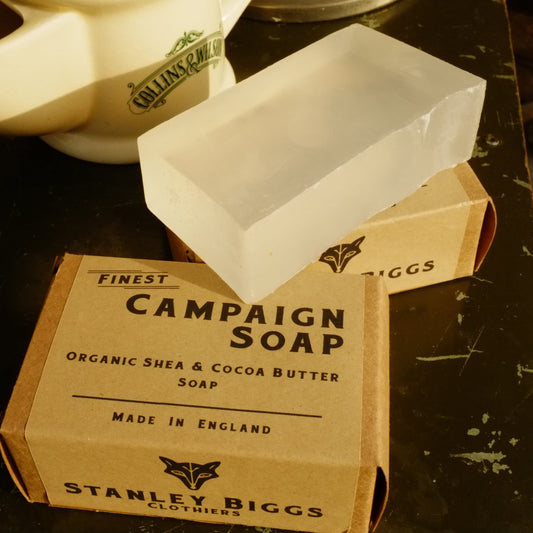 COLLINS & WILSON
BIGGS
FINEST
CAMPAIGN
SOAP
ORGANIC SHEA & COCOA BUTTER
SOAP
MADE IN ENGLAND
STANLEY BIGGS
CLOTHIERS